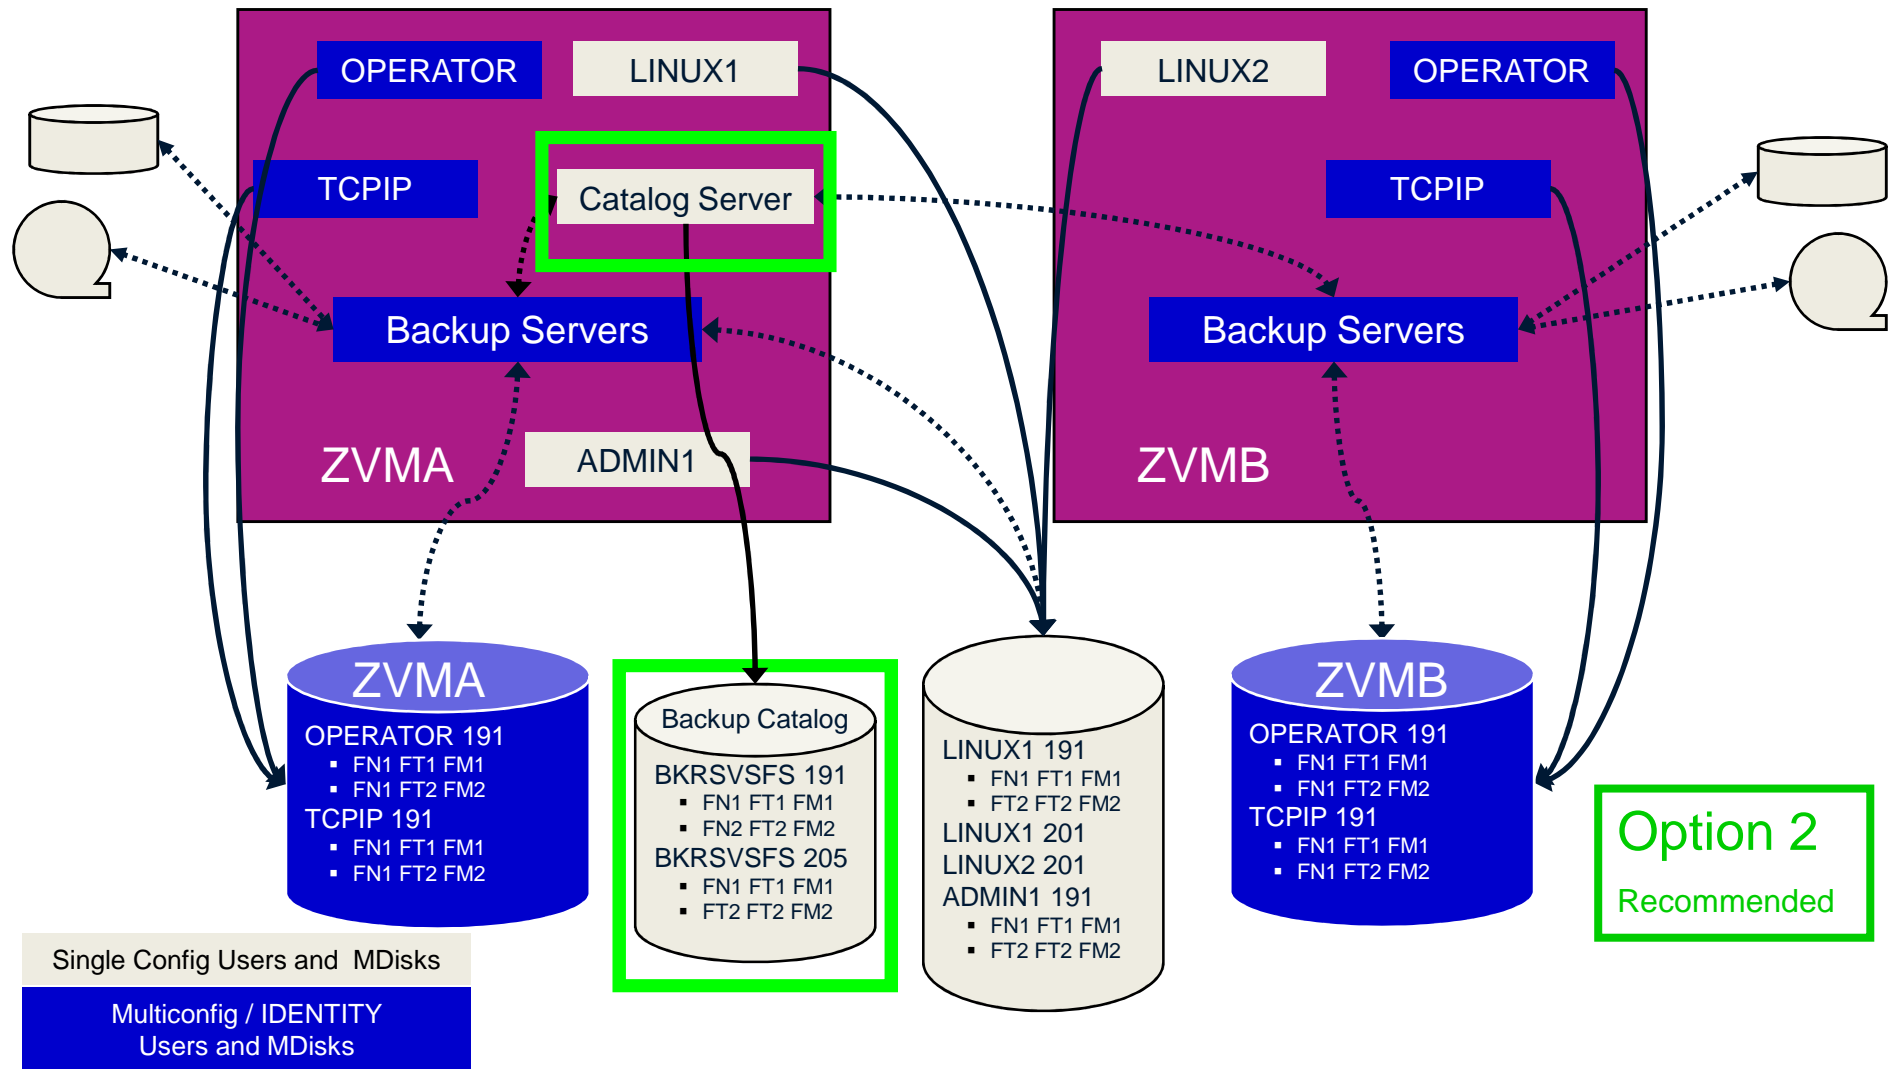 OPERATOR
LINUX1
TCPIP
Catalog Server
Backup Servers
ZVMA
ADMIN1
LINUX2
OPERATOR
TCPIP
Backup Servers
ZVMB
ZVMA
OPERATOR 191
▪ FN1 FT1 FM1
▪ FN1 FT2 FM2
TCPIP 191
▪ FN1 FT1 FM1
▪ FN1 FT2 FM2
Backup Catalog
BKRSVSFS 191
▪ FN1 FT1 FM1
▪ FN2 FT2 FM2
BKRSVSFS 205
▪ FN1 FT1 FM1
▪ FT2 FT2 FM2
LINUX1 191
▪ FN1 FT1 FM1
▪ FT2 FT2 FM2
LINUX1 201
LINUX2 201
ADMIN1 191
▪ FN1 FT1 FM1
▪ FT2 FT2 FM2
ZVMB
OPERATOR 191
▪ FN1 FT1 FM1
▪ FN1 FT2 FM2
TCPIP 191
▪ FN1 FT1 FM1
▪ FN1 FT2 FM2
Option 2
Recommended
Single Config Users and MDisks
Multiconfig / IDENTITY
Users and MDisks